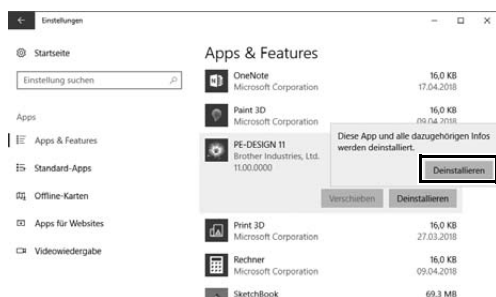 Einstellungen
Startseite
Einstellung suchen
Apps
Apps & Features
Standard-Apps
Offline-Karten
Apps für Websites
Videowiedergabe
Apps & Features
OneNote 16,0 KB
Microsoft Corporation 17.04.2018
Paint 3D 16,0 KB
Microsoft Corporation 09.04.2018
PE-DESIGN 11
Brother Industries, Ltd.
11.00.0000
Diese App und alle dazugehörigen Infos
werden deinstalliert.
Deinstallieren
Verschieben Deinstallieren
Print 3D 16,0 KB
Microsoft Corporation 27.03.2018
Rechner 16,0 KB
Microsoft Corporation 09.04.2018
SketchBook 69,3 MB